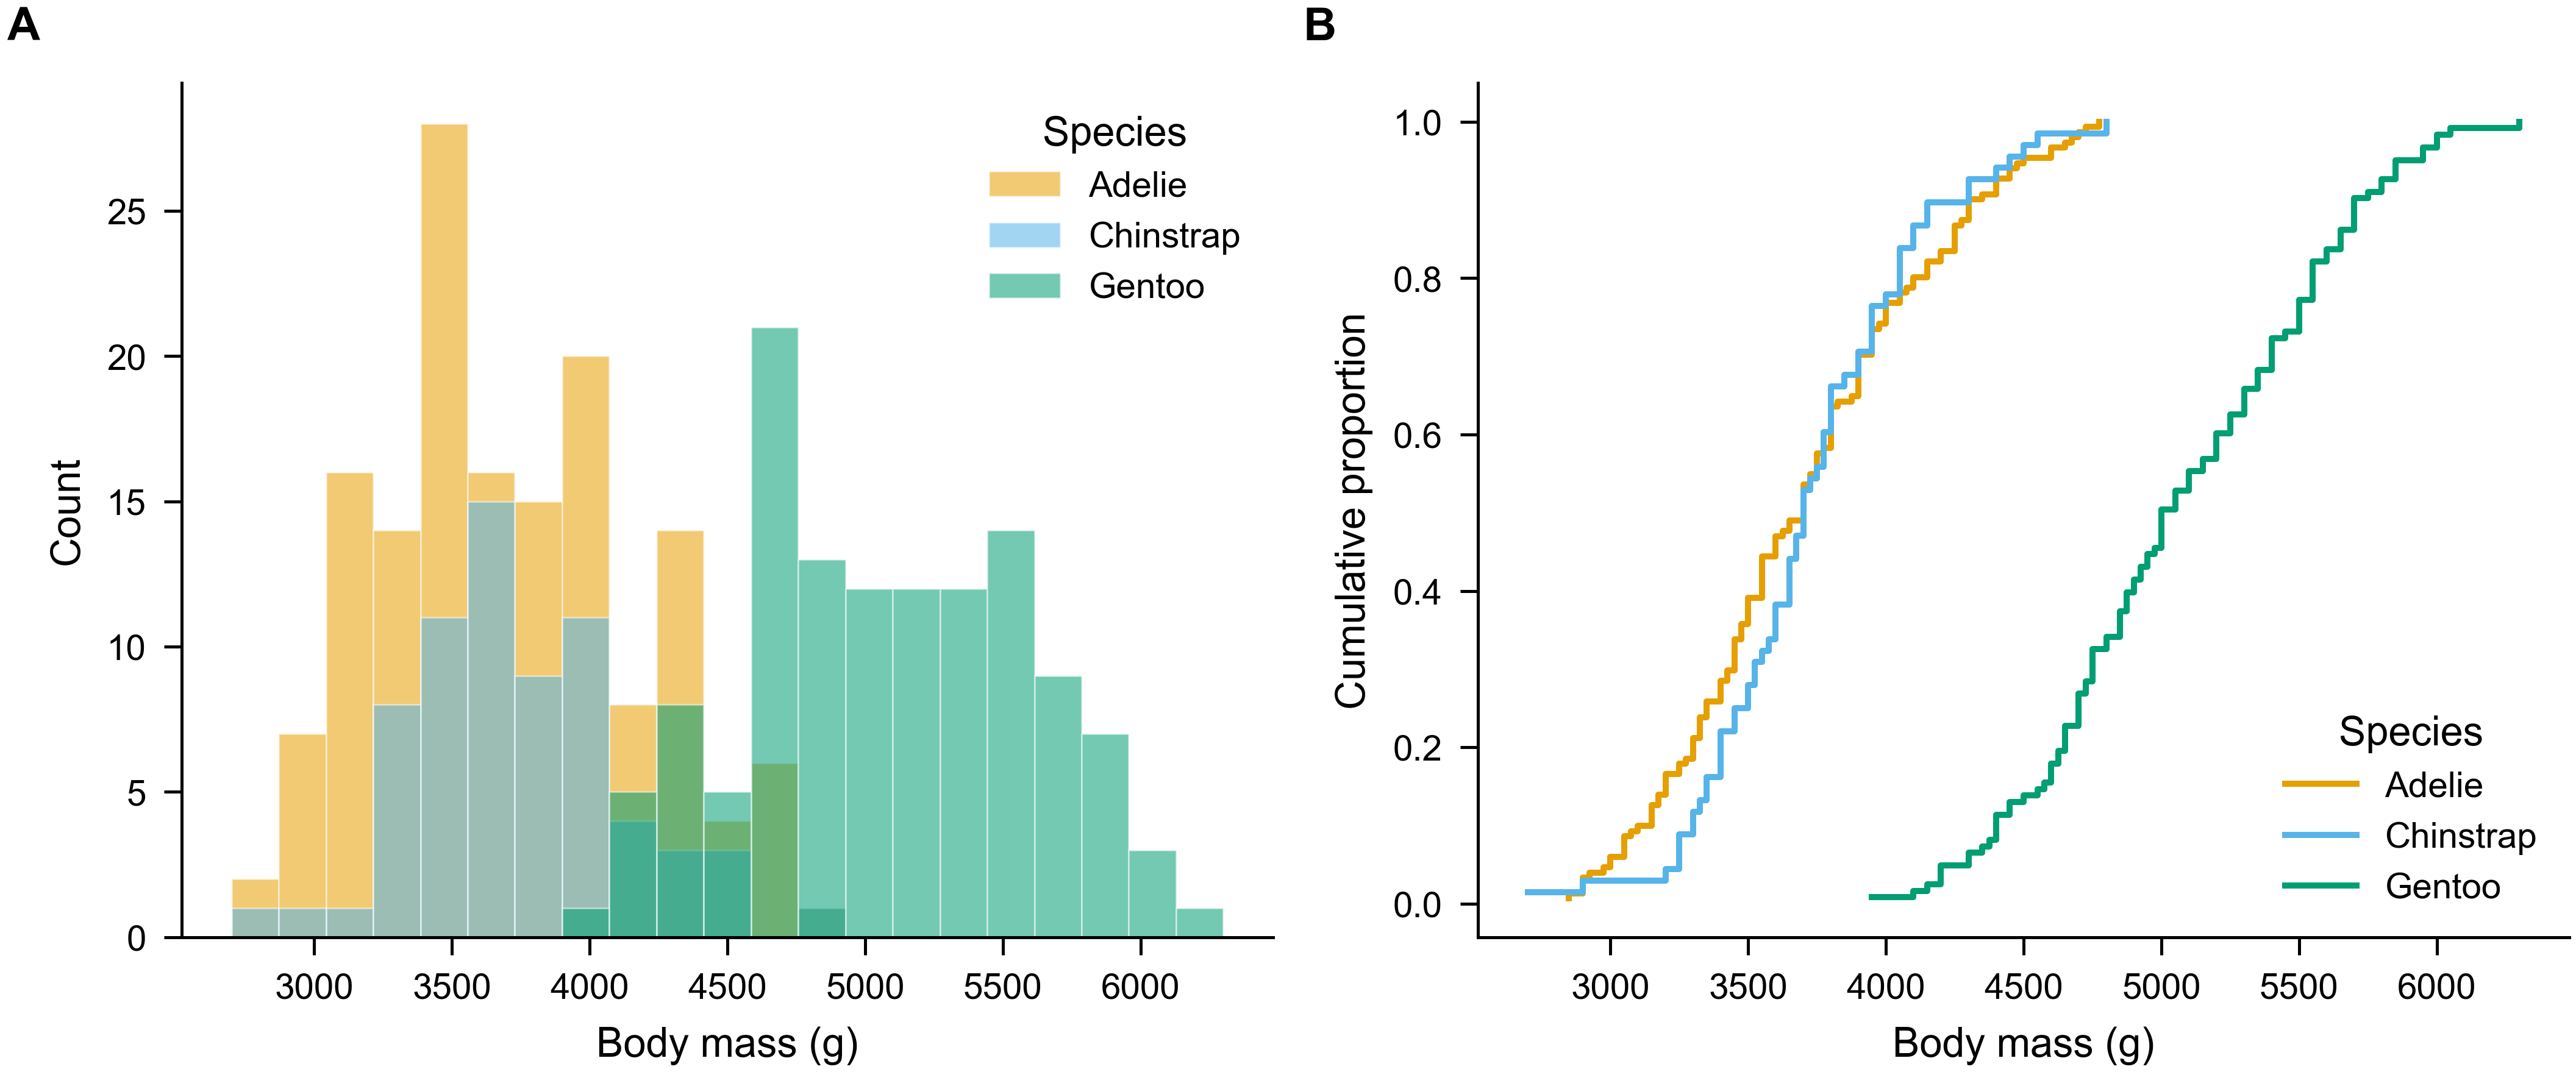 A
Count
25
20
15
10
5
0
3000 3500 4000 4500 5000 5500 6000
Body mass (g)
Species
Adelie
Chinstrap
Gentoo
B
Cumulative proportion
1.0
0.8
0.6
0.4
0.2
0.0
3000 3500 4000 4500 5000 5500 6000
Body mass (g)
Species
Adelie
Chinstrap
Gentoo